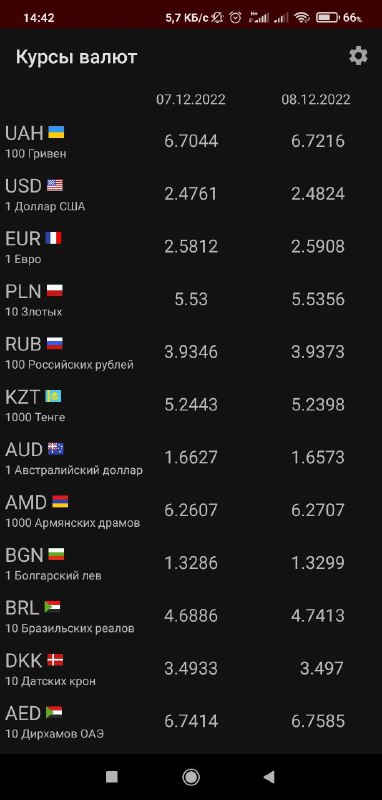 14:42 5,7 КБ/с 66%
Курсы валют
07.12.2022 08.12.2022
UAH 6.7044 6.7216
100 Гривен
USD 2.4761 2.4824
1 Доллар США
EUR 2.5812 2.5908
1 Евро
PLN 5.53 5.5356
10 Злотых
RUB 3.9346 3.9373
100 Российских рублей
KZT 5.2443 5.2398
1000 Тенге
AUD 1.6627 1.6573
1 Австралийский доллар
AMD 6.2607 6.2707
1000 Армянских драмов
BGN 1.3286 1.3299
1 Болгарский лев
BRL 4.6886 4.7413
10 Бразильских реалов
DKK 3.4933 3.497
10 Датских крон
AED 6.7414 6.7585
10 Дирхамов ОАЭ